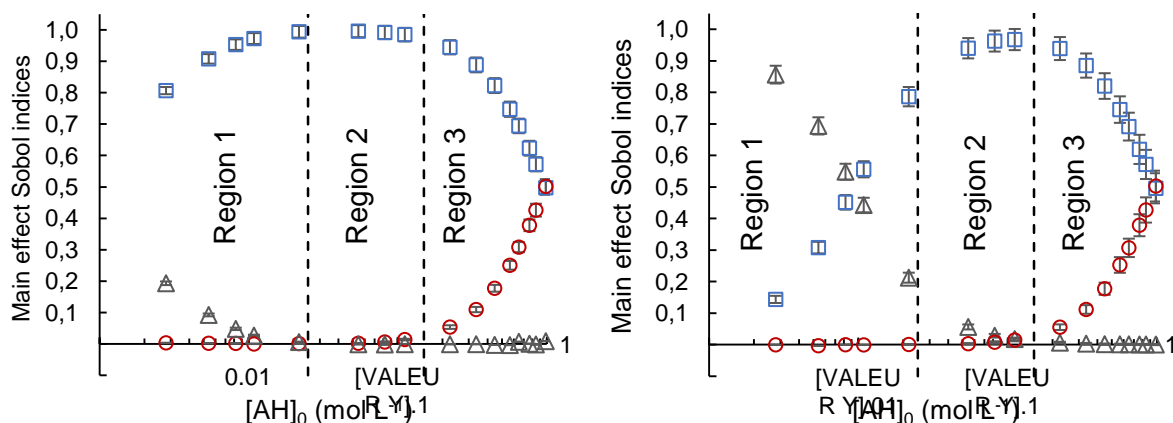 Main effect Sobol indices
1,0
0,9
0,8
0,7
0,6
0,5
0,4
0,3
0,2
0,1
Region 1
Region 2
Region 3
1
0.01
[VALEU
R Y].1
[AH]0 (mol L-1)
Main effect Sobol indices
1,0
0,9
0,8
0,7
0,6
0,5
0,4
0,3
0,2
0,1
Region 1
Region 2
Region 3
1
[VALEU
R Y].01
[VALEU
R Y].1
[AH]0 (mol L-1)